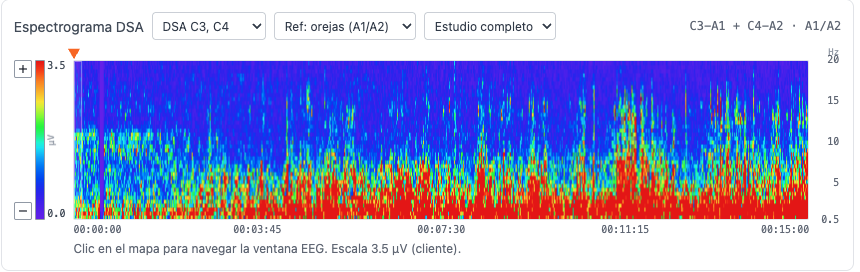 Espectrograma DSA DSA C3, C4 Ref: orejas (A1/A2) Estudio completo C3-A1 + C4-A2 · A1/A2
Hz
+ 3.5 20
15
µV 10
5
− 0.0 0.5
00:00:00 00:03:45 00:07:30 00:11:15 00:15:00
Clic en el mapa para navegar la ventana EEG. Escala 3.5 µV (cliente).